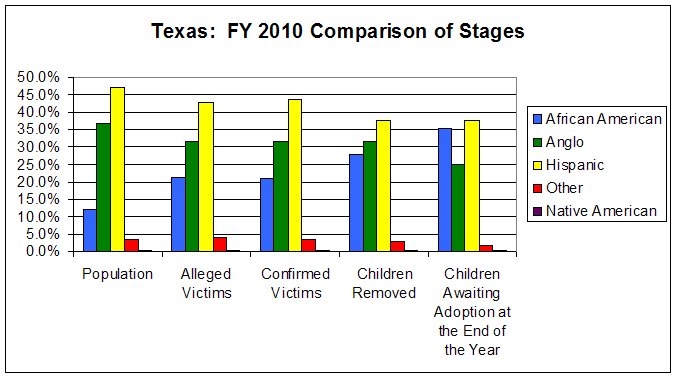 Texas:  FY 2010 Comparison of Stages
50.0%
45.0%
40.0%
35.0%
30.0%
25.0%
20.0%
15.0%
10.0%
5.0%
0.0%
Population
Alleged
Victims
Confirmed
Victims
Children
Removed
Children
Awaiting
Adoption at
the End of
the Year
African American
Anglo
Hispanic
Other
Native American